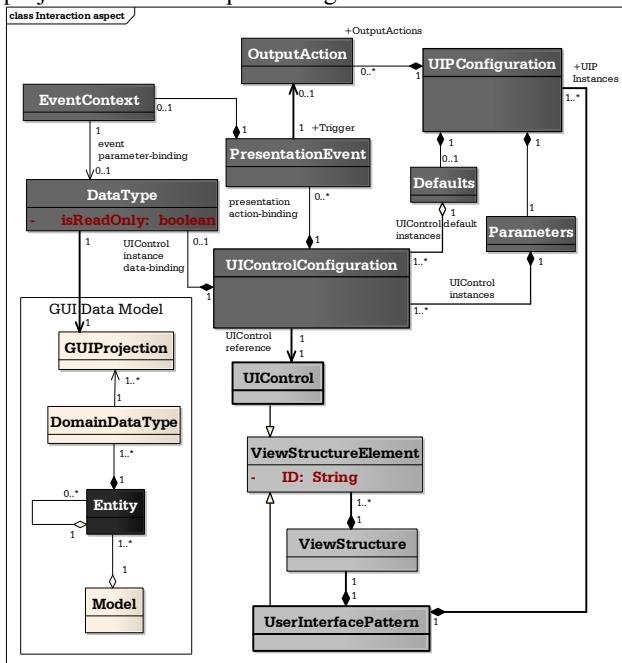 class Interaction aspect
+OutputActions
OutputAction
0..*
1
UIPConfiguration
+UIP
Instances
1..*
EventContext
0..1
0..1
1
event
parameter-binding
0..1
1
1
+Trigger
PresentationEvent
1
0..1
Defaults
1
DataType
- isReadOnly: boolean
presentation
action-binding
0..*
1
UIControl default
instances
1
Parameters
1
UIControl
instance
data-binding
0..1
1
UIControlConfiguration
1..*
UIControl
instances
1..*
1
1
GUI Data Model
UIControl
reference
1
1
GUIProjection
1..*
1
UIControl
DomainDataType
1..*
1
ViewStructureElement
- ID: String
0..*
Entity
1
1..*
1
1..*
1
ViewStructure
1
1
Model
UserInterfacePattern
1